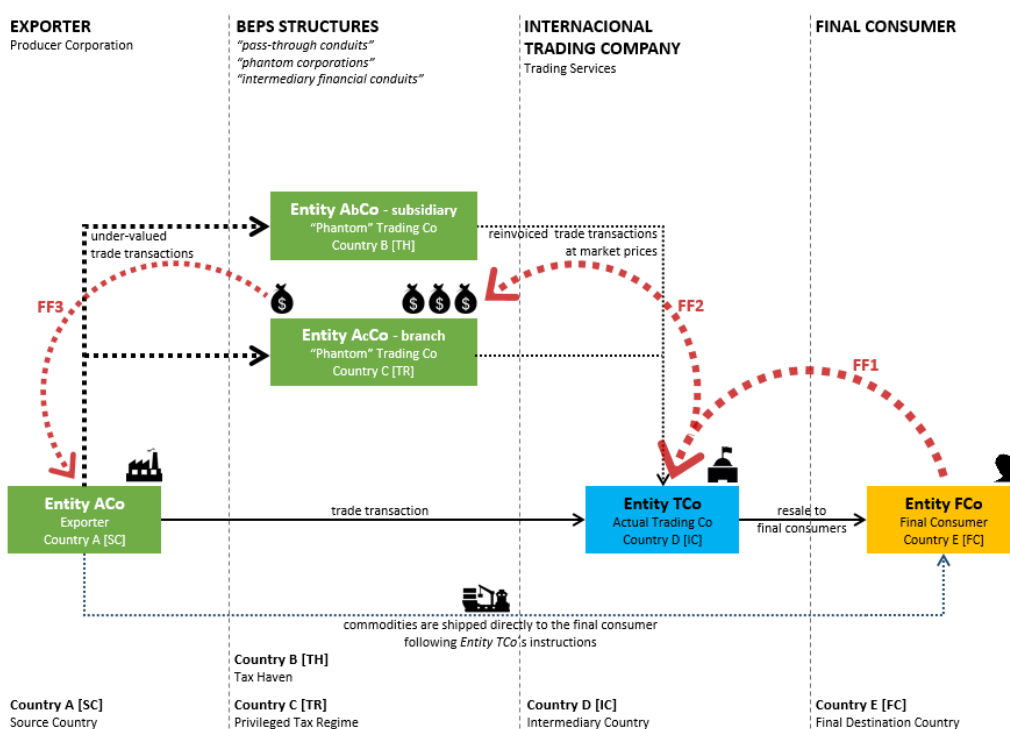 EXPORTER
Producer Corporation
BEPS STRUCTURES
“pass-through conduits”
“phantom corporations”
“intermediary financial conduits”
INTERNACIONAL
TRADING COMPANY
Trading Services
FINAL CONSUMER
Entity AbCo - subsidiary
“Phantom” Trading Co
Country B [TH]
under-valued
trade transactions
reinvoiced trade transactions
at market prices
FF3
FF2
FF1
Entity AcCo - branch
“Phantom” Trading Co
Country C [TR]
Entity ACo
Exporter
Country A [SC]
trade transaction
Entity TCo
Actual Trading Co
Country D [IC]
resale to
final consumers
Entity FCo
Final Consumer
Country E [FC]
commodities are shipped directly to the final consumer
following Entity TCo's instructions
Country B [TH]
Tax Haven
Country A [SC]
Source Country
Country C [TR]
Privileged Tax Regime
Country D [IC]
Intermediary Country
Country E [FC]
Final Destination Country